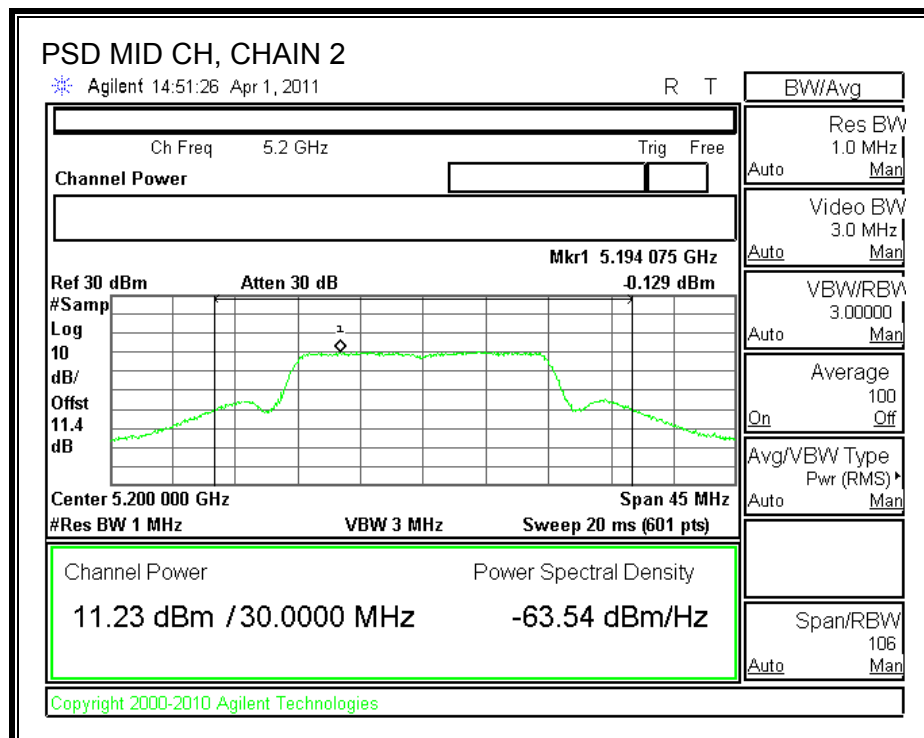 PSD MID CH, CHAIN 2
Agilent 14:51:26 Apr 1, 2011 R T
Ch Freq 5.2 GHz Trig Free
Channel Power
Mkr1 5.194 075 GHz
Ref 30 dBm Atten 30 dB -0.129 dBm
#Samp
Log
1
10
dB/
Offst
11.4
dB
Center 5.200 000 GHz Span 45 MHz
#Res BW 1 MHz VBW 3 MHz Sweep 20 ms (601 pts)
Channel Power Power Spectral Density
11.23 dBm / 30.0000 MHz -63.54 dBm/Hz
Copyright 2000-2010 Agilent Technologies
BW/Avg
Res BW
1.0 MHz
Auto Man
Video BW
3.0 MHz
Auto Man
VBW/RBW
3.00000
Auto Man
Average
100
On Off
Avg/VBW Type
Pwr (RMS)
Auto Man
Span/RBW
106
Auto Man